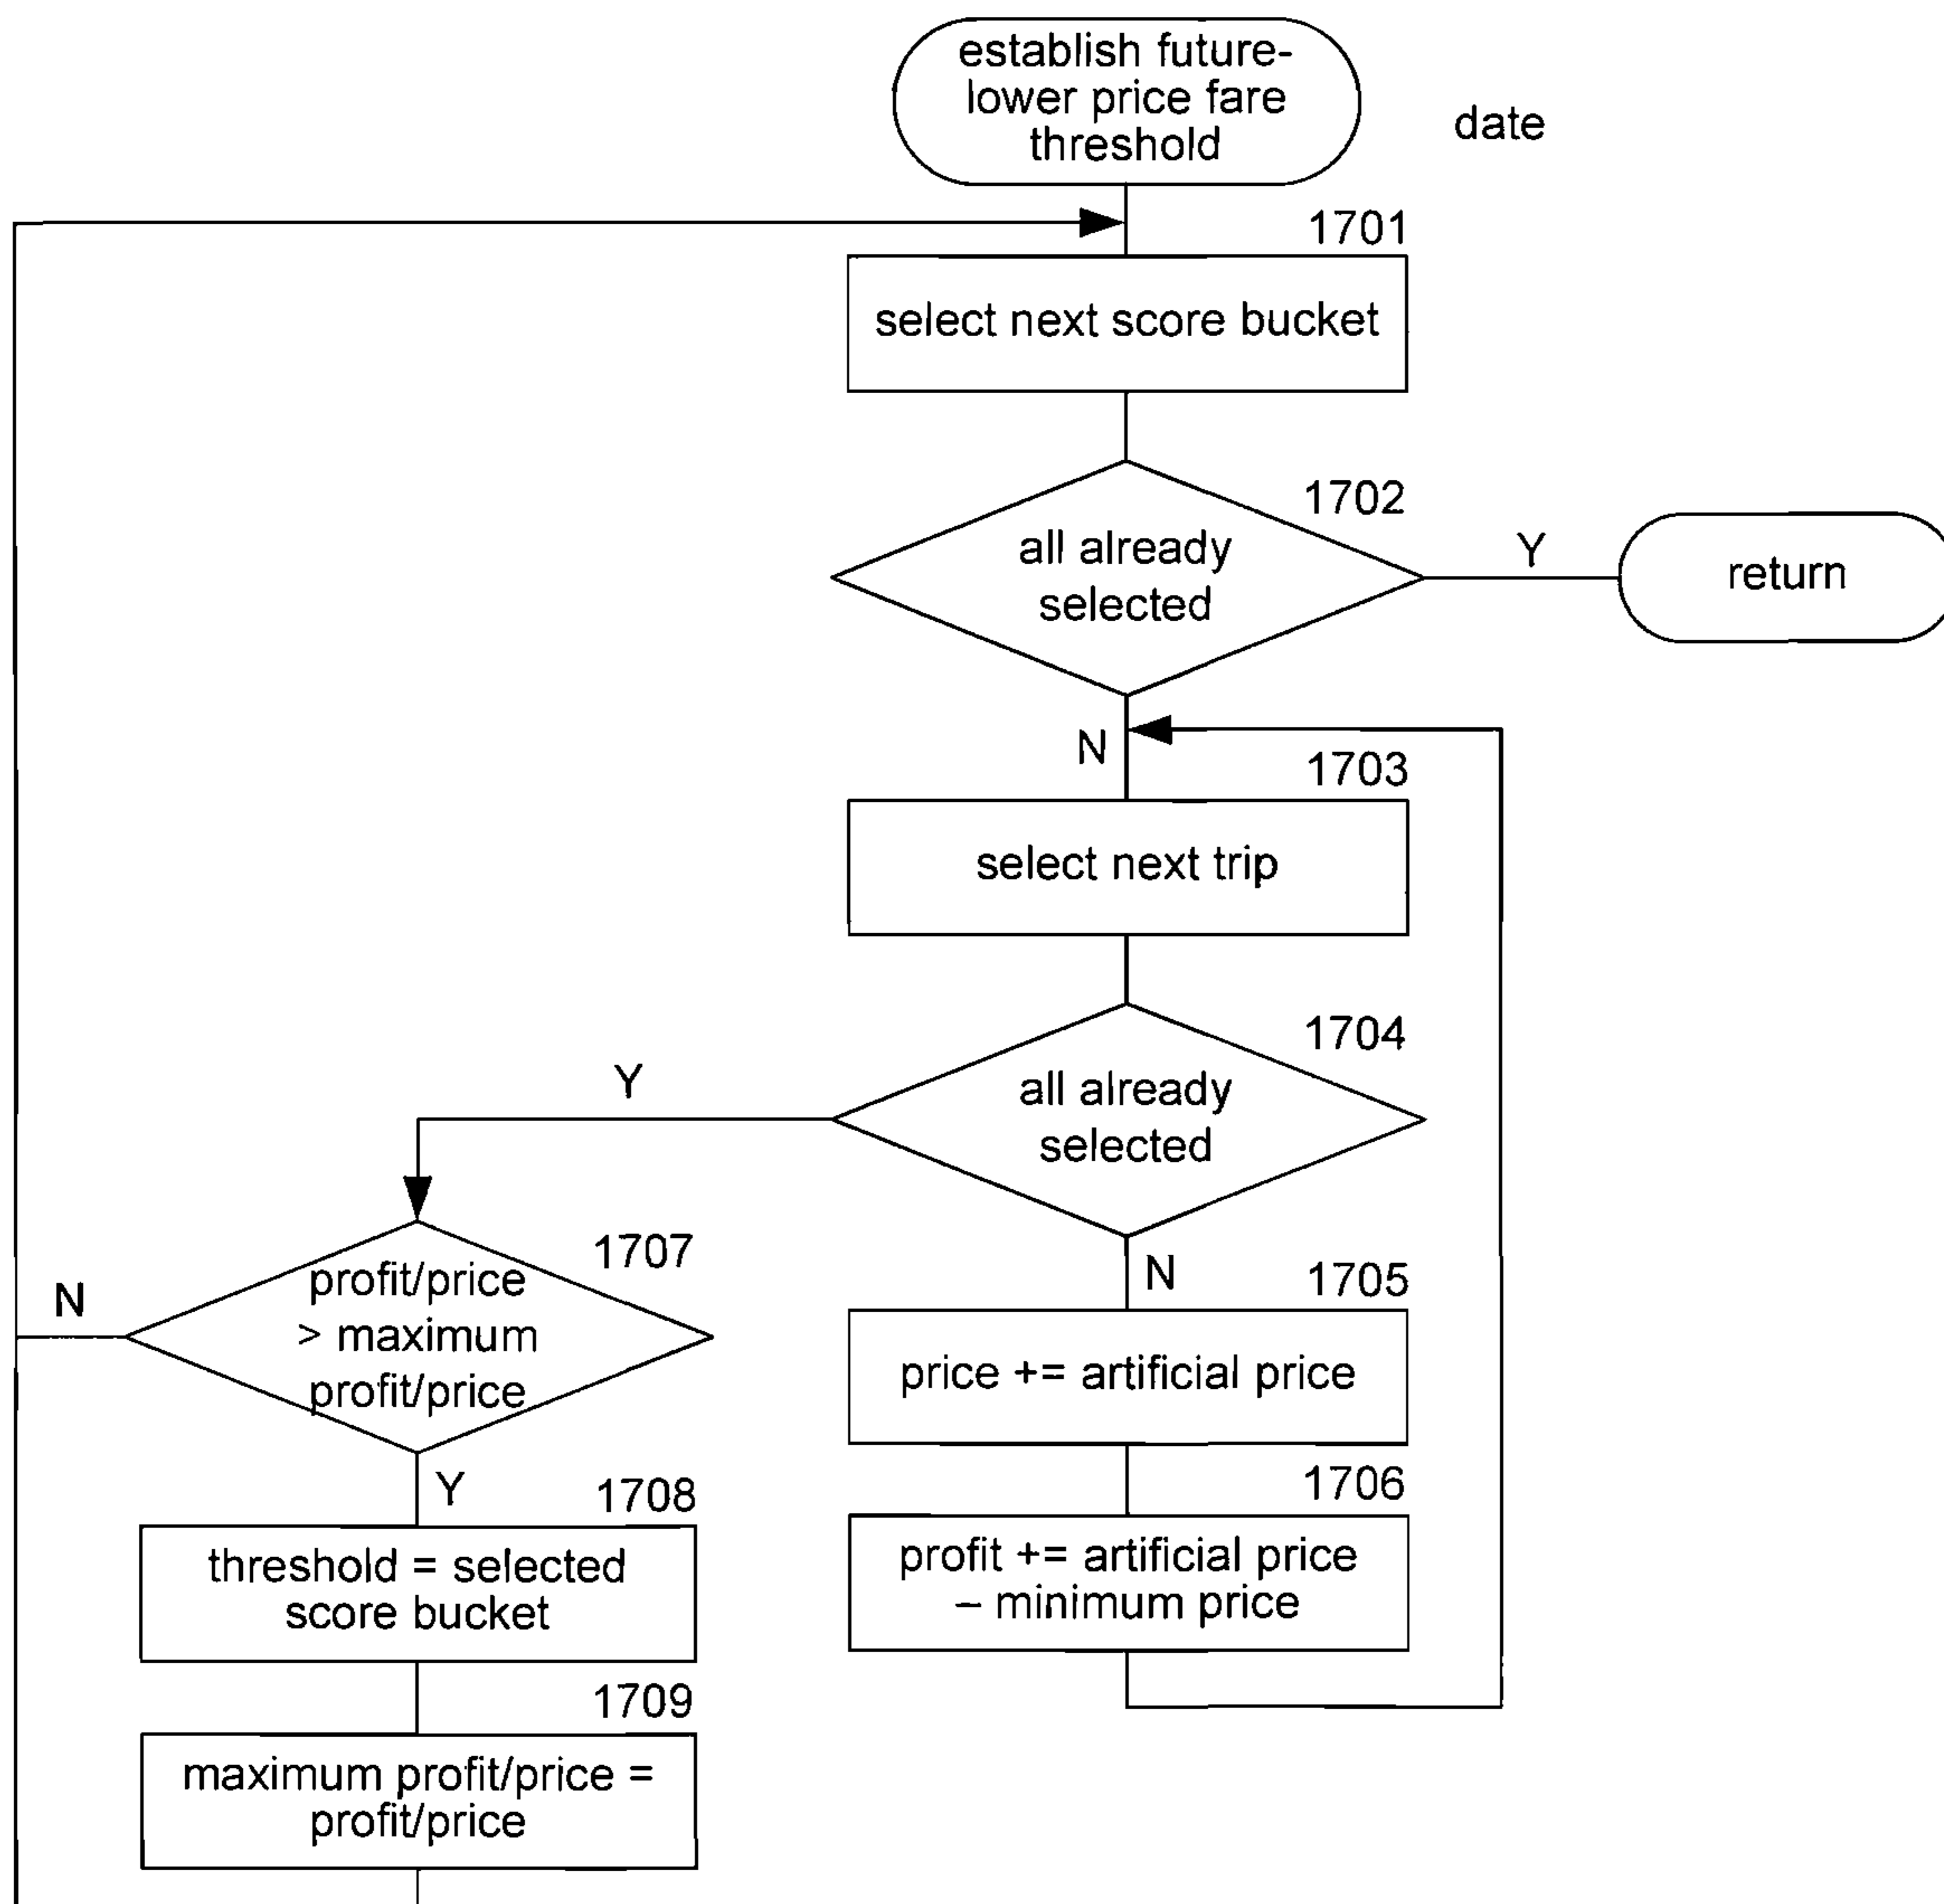 establish future-
lower price fare
threshold
date
1701
select next score bucket
1702
all already
selected
Y
return
N
1703
select next trip
1704
all already
selected
Y
N
1705
price += artificial price
1706
profit += artificial price
– minimum price
1707
profit/price
> maximum
profit/price
N
Y
1708
threshold = selected
score bucket
1709
maximum profit/price =
profit/price